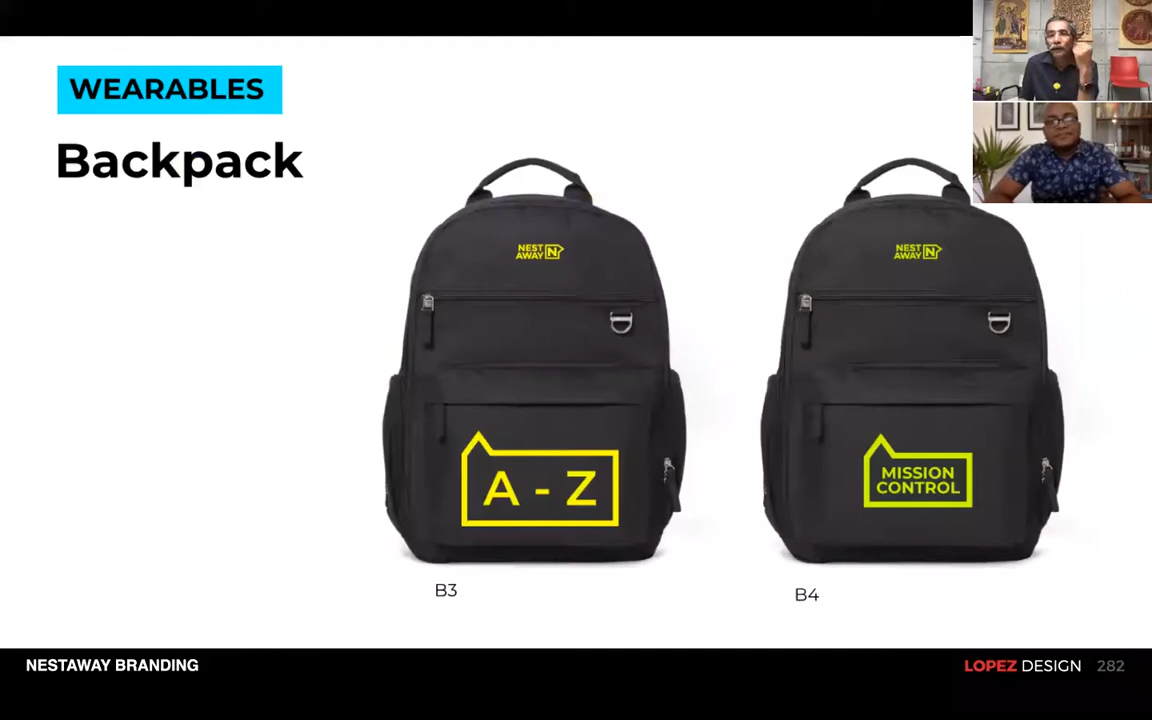 WEARABLES
Backpack
NEST
AWAY N
NEST
AWAY N
A - Z
MISSION
CONTROL
B3
B4
NESTAWAY BRANDING
LOPEZ DESIGN 282